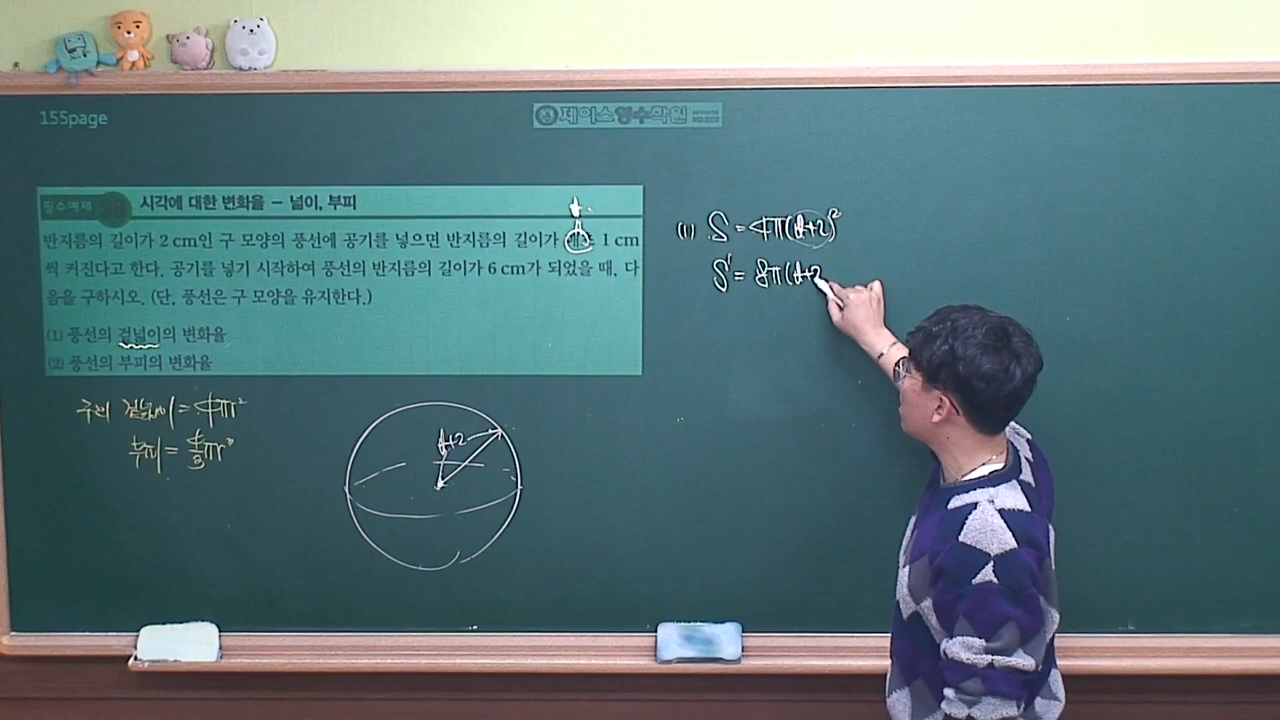 155page
제이스영수학원
필수예제 38 시각에 대한 변화율 – 넓이, 부피
반지름의 길이가 2 cm인 구 모양의 풍선에 공기를 넣으면 반지름의 길이가 매초 1 cm
씩 커진다고 한다. 공기를 넣기 시작하여 풍선의 반지름의 길이가 6 cm가 되었을 때, 다
음을 구하시오. (단, 풍선은 구 모양을 유지한다.)
(1) 풍선의 겉넓이의 변화율
(2) 풍선의 부피의 변화율
t
구의 겉넓이 = 4πr²
부피 = 4/3 πr³
t+2
(1) S = 4π(t+2)²
S' = 8π(t+2